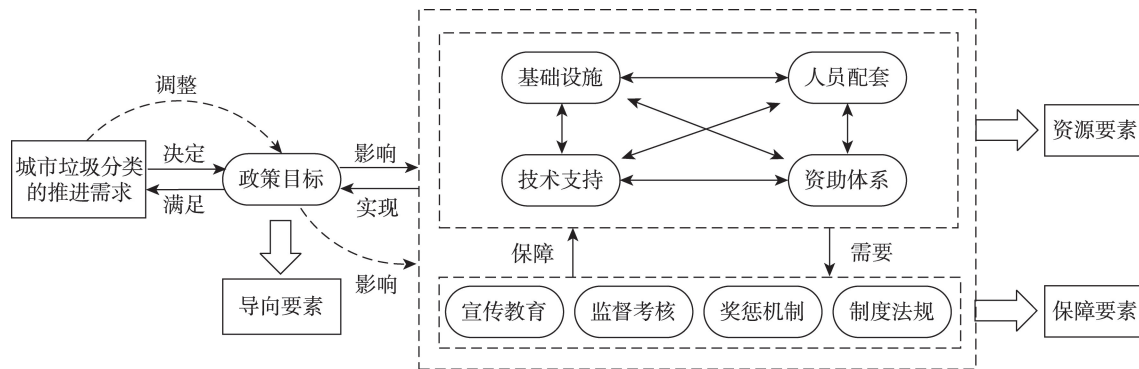 调整
城市垃圾分类
的推进需求
决定
满足
政策目标
影响
实现
影响
导向要素
基础设施
人员配套
技术支持
资助体系
保障
需要
宣传教育
监督考核
奖惩机制
制度法规
资源要素
保障要素